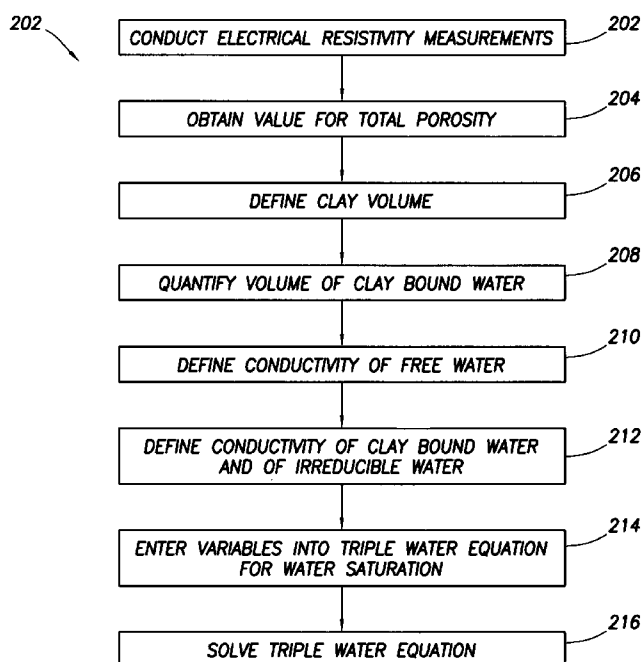 202
CONDUCT ELECTRICAL RESISTIVITY MEASUREMENTS
202
OBTAIN VALUE FOR TOTAL POROSITY
204
DEFINE CLAY VOLUME
206
QUANTIFY VOLUME OF CLAY BOUND WATER
208
DEFINE CONDUCTIVITY OF FREE WATER
210
DEFINE CONDUCTIVITY OF CLAY BOUND WATER
AND OF IRREDUCIBLE WATER
212
ENTER VARIABLES INTO TRIPLE WATER EQUATION
FOR WATER SATURATION
214
SOLVE TRIPLE WATER EQUATION
216